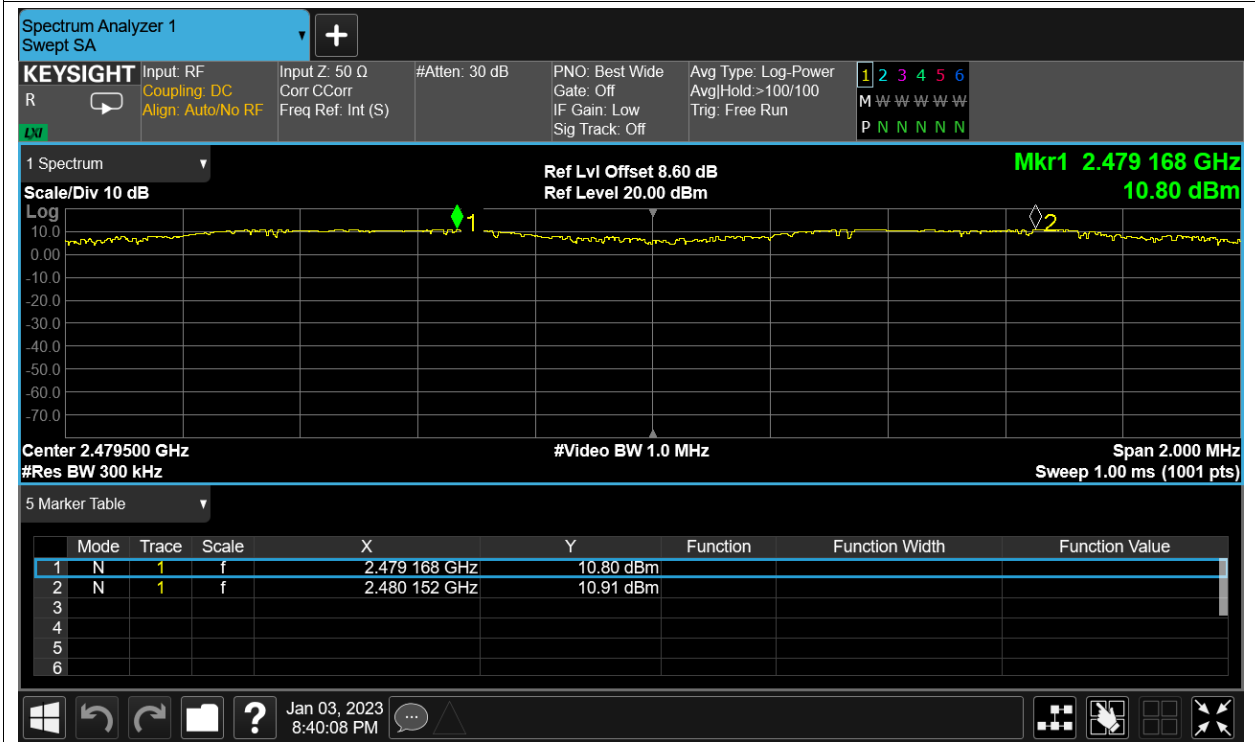 Spectrum Analyzer 1
Swept SA
+
KEYSIGHT
R
LXI
Input: RF
Coupling: DC
Align: Auto/No RF
Input Z: 50 Ω
Corr CCorr
Freq Ref: Int (S)
#Atten: 30 dB
PNO: Best Wide
Gate: Off
IF Gain: Low
Sig Track: Off
Avg Type: Log-Power
Avg|Hold:>100/100
Trig: Free Run
1 2 3 4 5 6
M W W W W W
P N N N N N
1 Spectrum
Scale/Div 10 dB
Ref Lvl Offset 8.60 dB
Ref Level 20.00 dBm
Mkr1 2.479 168 GHz
10.80 dBm
Log
10.0
0.00
-10.0
-20.0
-30.0
-40.0
-50.0
-60.0
-70.0
1
2
Center 2.479500 GHz
#Res BW 300 kHz
#Video BW 1.0 MHz
Span 2.000 MHz
Sweep 1.00 ms (1001 pts)
5 Marker Table
Mode Trace Scale X Y Function Function Width Function Value
1 N 1 f 2.479 168 GHz 10.80 dBm
2 N 1 f 2.480 152 GHz 10.91 dBm
3
4
5
6
?
Jan 03, 2023
8:40:08 PM